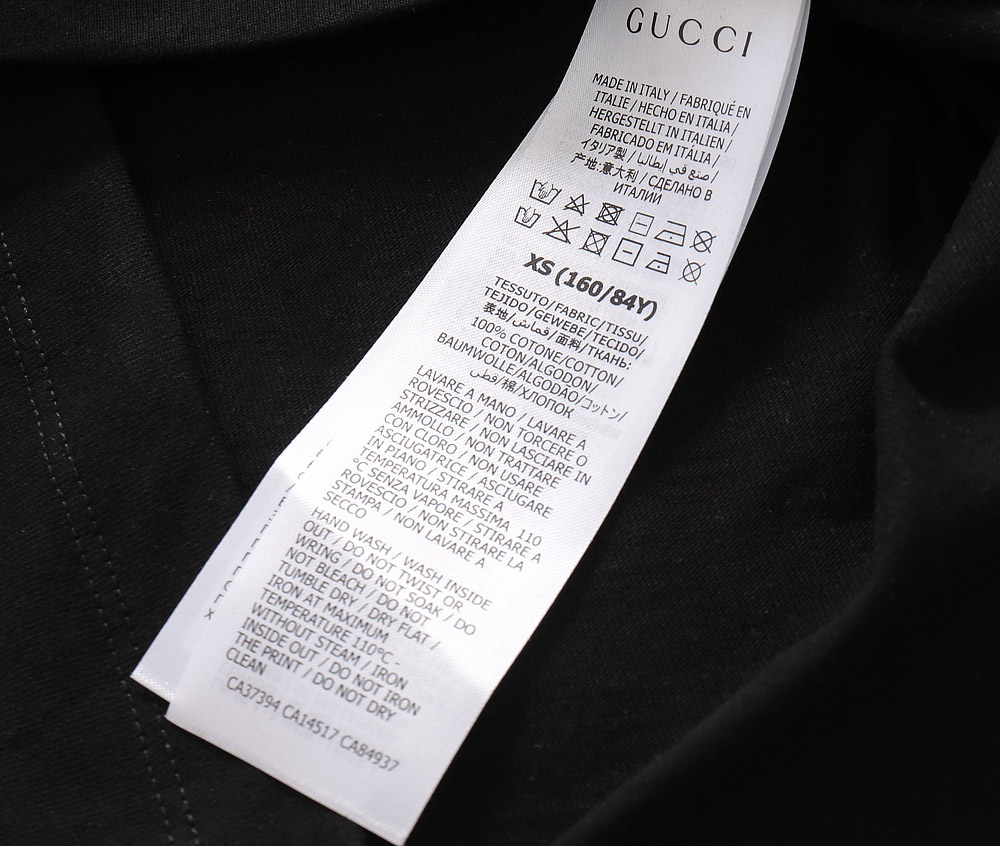 GUCCI
MADE IN ITALY / FABRIQUÉ EN
ITALIE / HECHO EN ITALIA /
HERGESTELLT IN ITALIEN /
FABRICADO EM ITÁLIA /
イタリア製 / صنع في إيطاليا /
产地:意大利 / СДЕЛАНО В
ИТАЛИИ
XS (160/84Y)
TESSUTO/FABRIC/TISSU/
TEJIDO/GEWEBE/TECIDO/
表地/قماش/面料/ТКАНЬ:
100% COTONE/COTTON/
COTON/ALGODON/
BAUMWOLLE/ALGODÃO/コットン/
قطن/棉/ХЛОПОК
LAVARE A MANO / LAVARE A
ROVESCIO / NON TORCERE O
STRIZZARE / NON LASCIARE IN
AMMOLLO / NON TRATTARE
CON CLORO / NON USARE
ASCIUGATRICE / ASCIUGARE
IN PIANO / STIRARE A
TEMPERATURA MASSIMA 110
°C SENZA VAPORE / STIRARE A
ROVESCIO / NON STIRARE LA
STAMPA / NON LAVARE A
SECCO
HAND WASH / WASH INSIDE
OUT / DO NOT TWIST OR
WRING / DO NOT SOAK / DO
NOT BLEACH / DO NOT
TUMBLE DRY / DRY FLAT /
IRON AT MAXIMUM
TEMPERATURE 110°C -
WITHOUT STEAM / IRON
INSIDE OUT / DO NOT IRON
THE PRINT / DO NOT DRY
CLEAN
CA37394 CA14517 CA84937